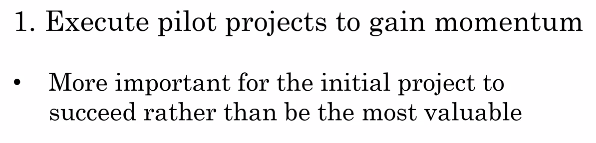 1. Execute pilot projects to gain momentum
• More important for the initial project to
succeed rather than be the most valuable